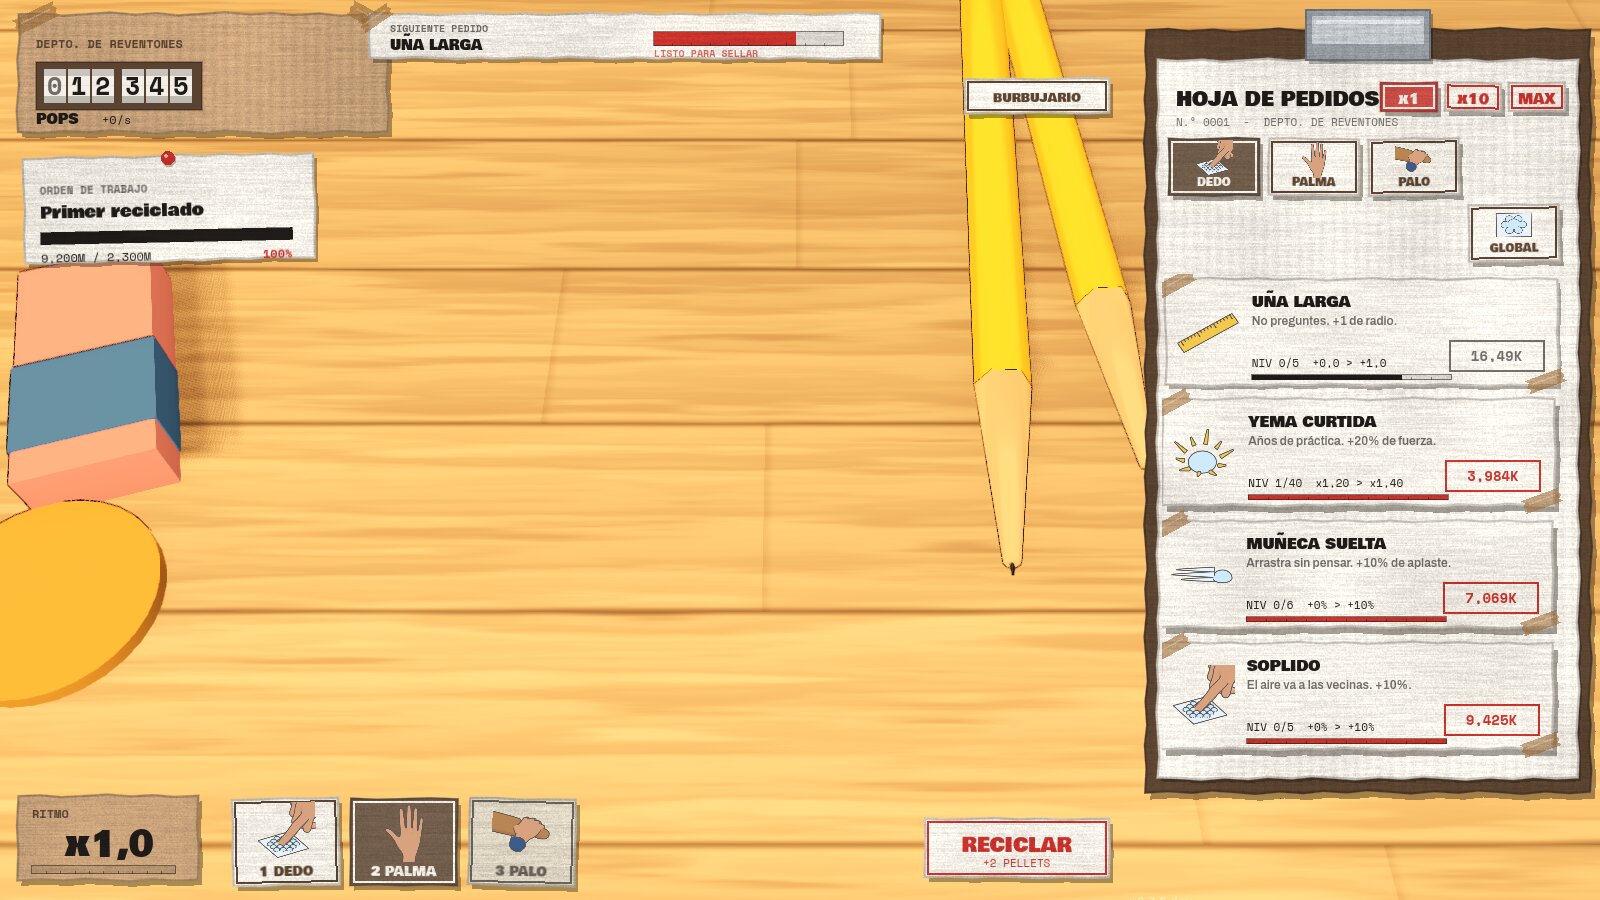 DEPTO. DE REVENTONES
012 345
POPS +0/s
SIGUIENTE PEDIDO
UÑA LARGA
LISTO PARA SELLAR
ORDEN DE TRABAJO
Primer reciclado
9,200M / 2,300M
100%
BURBUJARIO
HOJA DE PEDIDOS
x1
x10
MAX
N.° 0001 - DEPTO. DE REVENTONES
DEDO
PALMA
PALO
GLOBAL
UÑA LARGA
No preguntes. +1 de radio.
NIV 0/5 +0,0 > +1,0
16,49K
YEMA CURTIDA
Años de práctica. +20% de fuerza.
NIV 1/40 x1,20 > x1,40
3,984K
MUÑECA SUELTA
Arrastra sin pensar. +10% de aplaste.
NIV 0/6 +0% > +10%
7,069K
SOPLIDO
El aire va a las vecinas. +10%.
NIV 0/5 +0% > +10%
9,425K
RITMO
x1,0
1 DEDO
2 PALMA
3 PALO
RECICLAR
+2 PELLETS